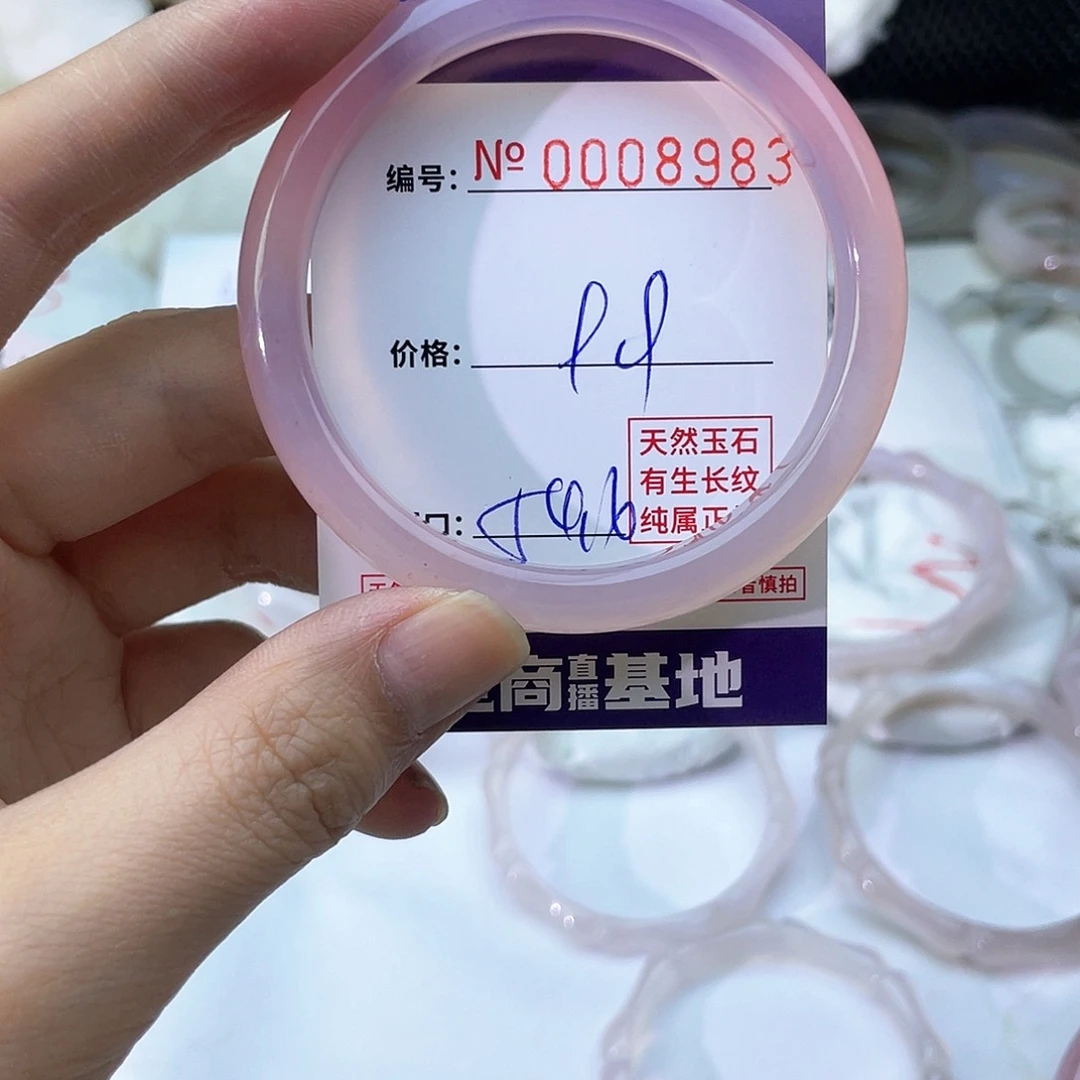 编号: № 0008983
价格:
口:
天然玉石
有生长纹
纯属正
慎拍
商直播基地